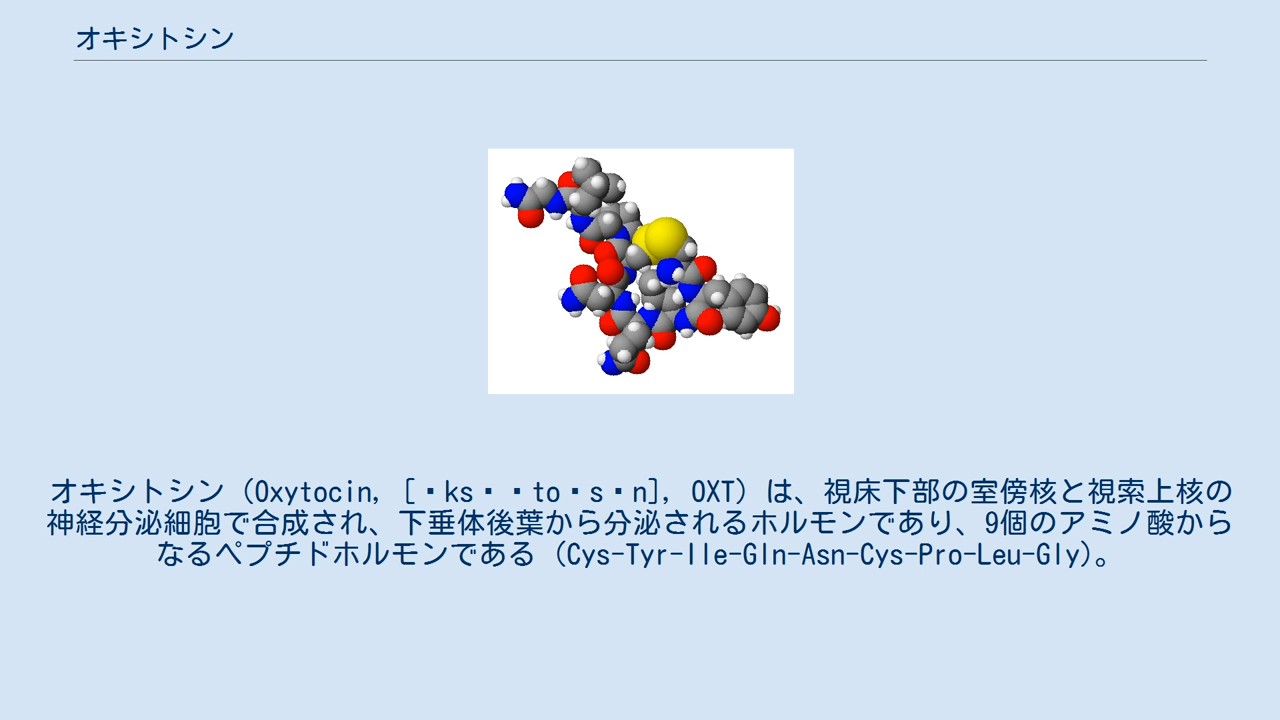 オキシトシン
オキシトシン（Oxytocin, [・ks・・to・s・n], OXT）は、視床下部の室傍核と視索上核の
神経分泌細胞で合成され、下垂体後葉から分泌されるホルモンであり、9個のアミノ酸から
なるペプチドホルモンである（Cys-Tyr-Ile-Gln-Asn-Cys-Pro-Leu-Gly）。